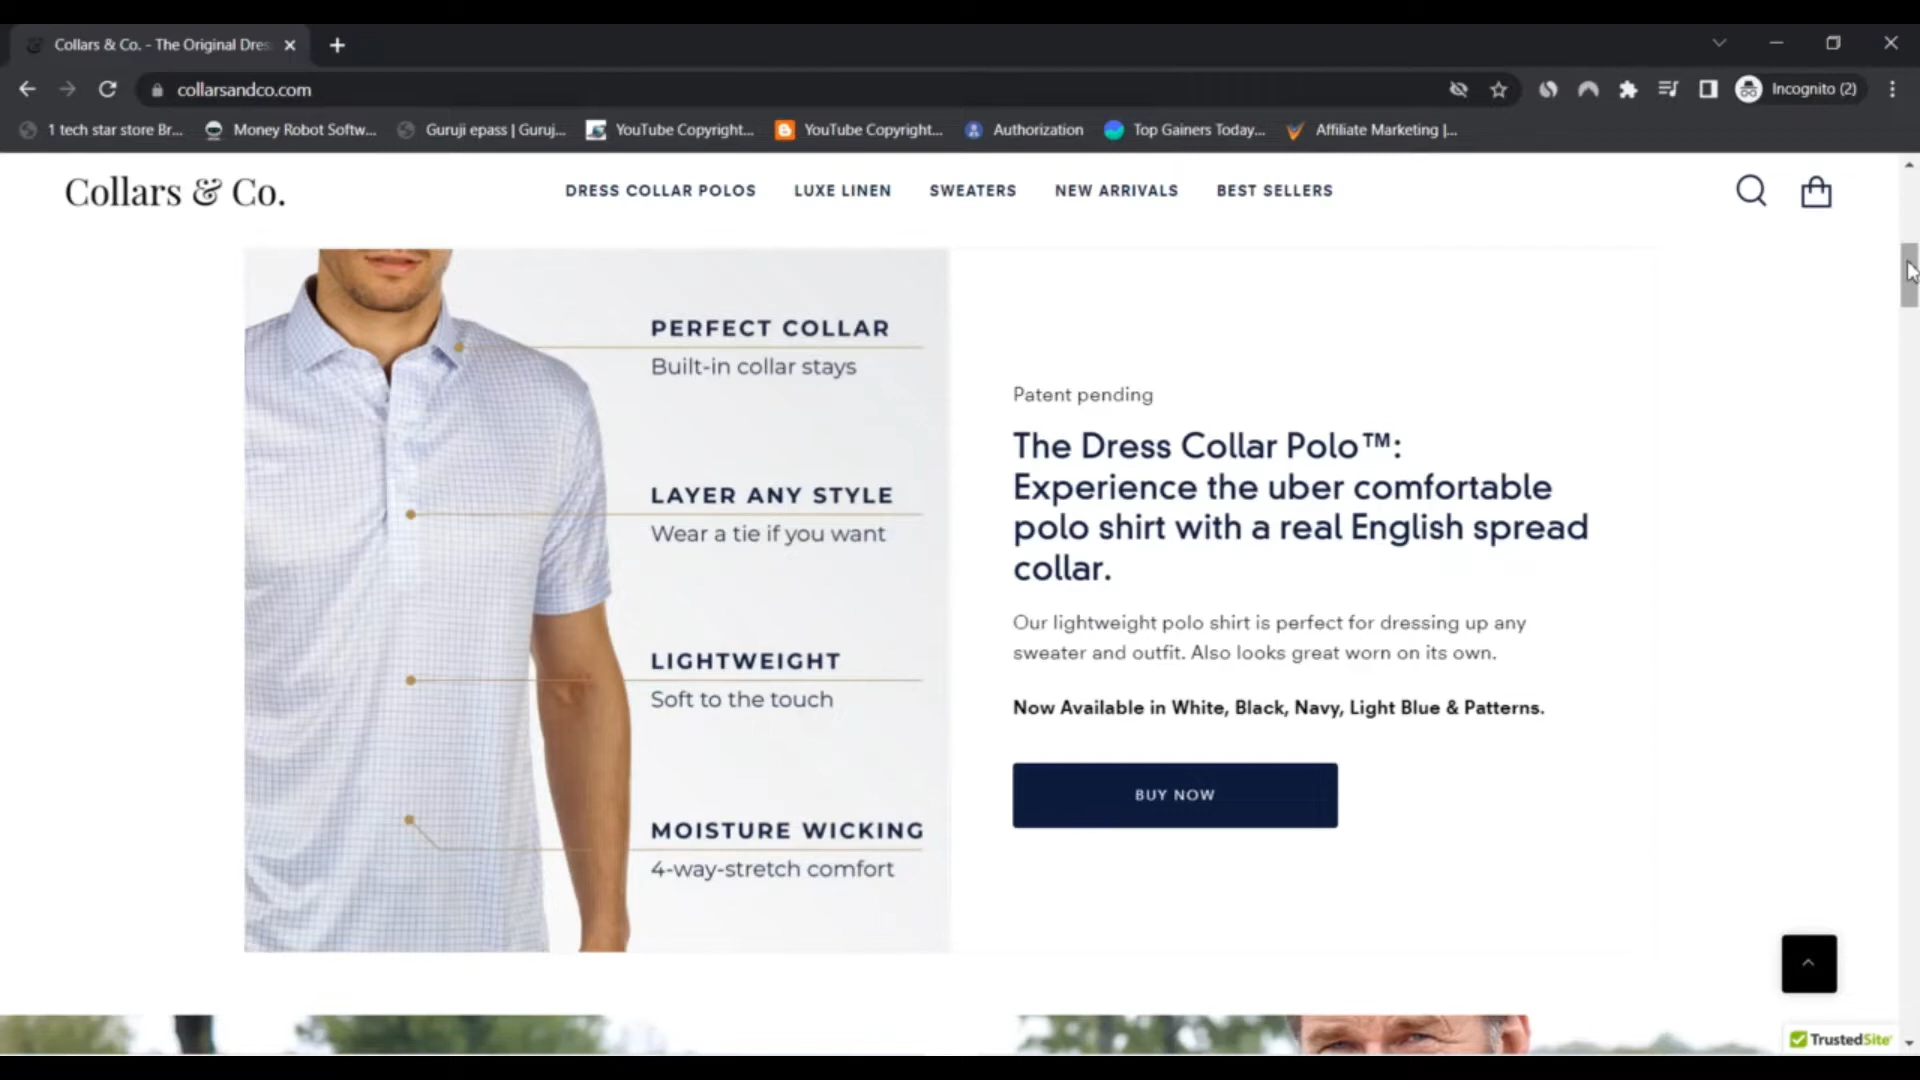 Collars & Co. - The Original Dres
collarsandco.com
Incognito (2)
1 tech star store Br...
Money Robot Softw...
Guruji epass | Guruj...
YouTube Copyright...
YouTube Copyright...
Authorization
Top Gainers Today...
Affiliate Marketing |...
Collars & Co.
DRESS COLLAR POLOS
LUXE LINEN
SWEATERS
NEW ARRIVALS
BEST SELLERS
PERFECT COLLAR
Built-in collar stays
LAYER ANY STYLE
Wear a tie if you want
LIGHTWEIGHT
Soft to the touch
MOISTURE WICKING
4-way-stretch comfort
Patent pending
The Dress Collar Polo™:
Experience the uber comfortable
polo shirt with a real English spread
collar.
Our lightweight polo shirt is perfect for dressing up any
sweater and outfit. Also looks great worn on its own.
Now Available in White, Black, Navy, Light Blue & Patterns.
BUY NOW
TrustedSite